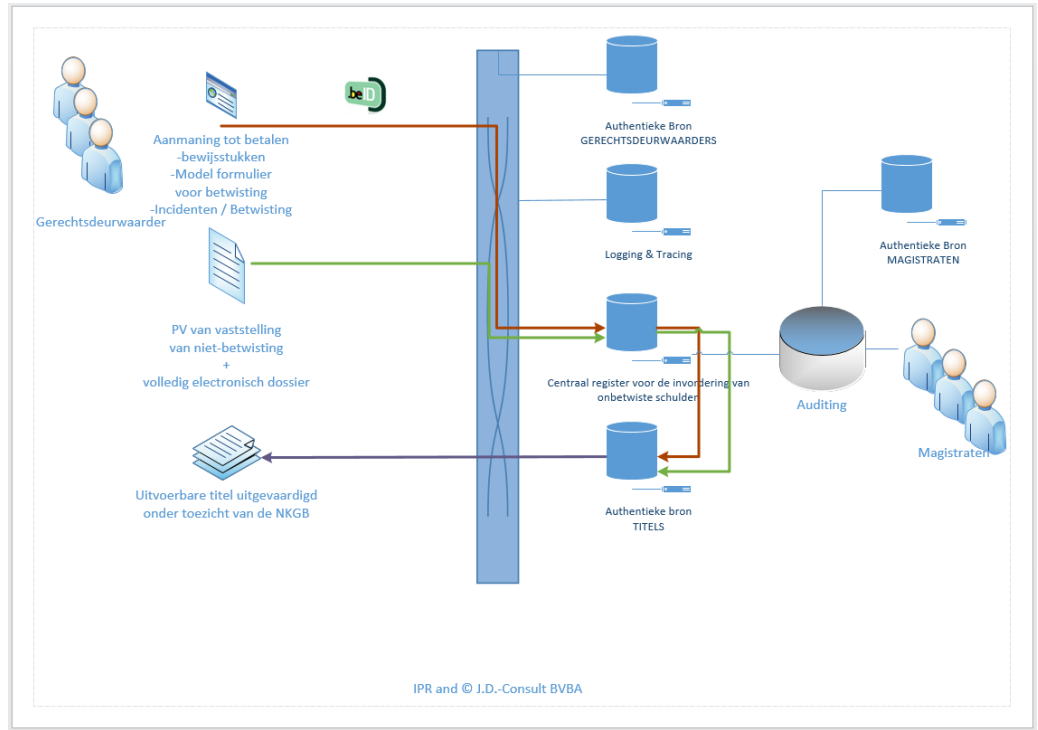 .beID
Aanmaning tot betalen
-bewijsstukken
-Model formulier
voor betwisting
-Incidenten / Betwisting
Gerechtsdeurwaarder
PV van vaststelling
van niet-betwisting
+
volledig electronisch dossier
Uitvoerbare titel uitgevaardigd
onder toezicht van de NKGB
Authentieke Bron
GERECHTSDEURWAARDERS
Logging & Tracing
Centraal register voor de invordering van
onbetwiste schulden
Authentieke bron
TITELS
Authentieke Bron
MAGISTRATEN
Auditing
Magistraten
IPR and © J.D.-Consult BVBA